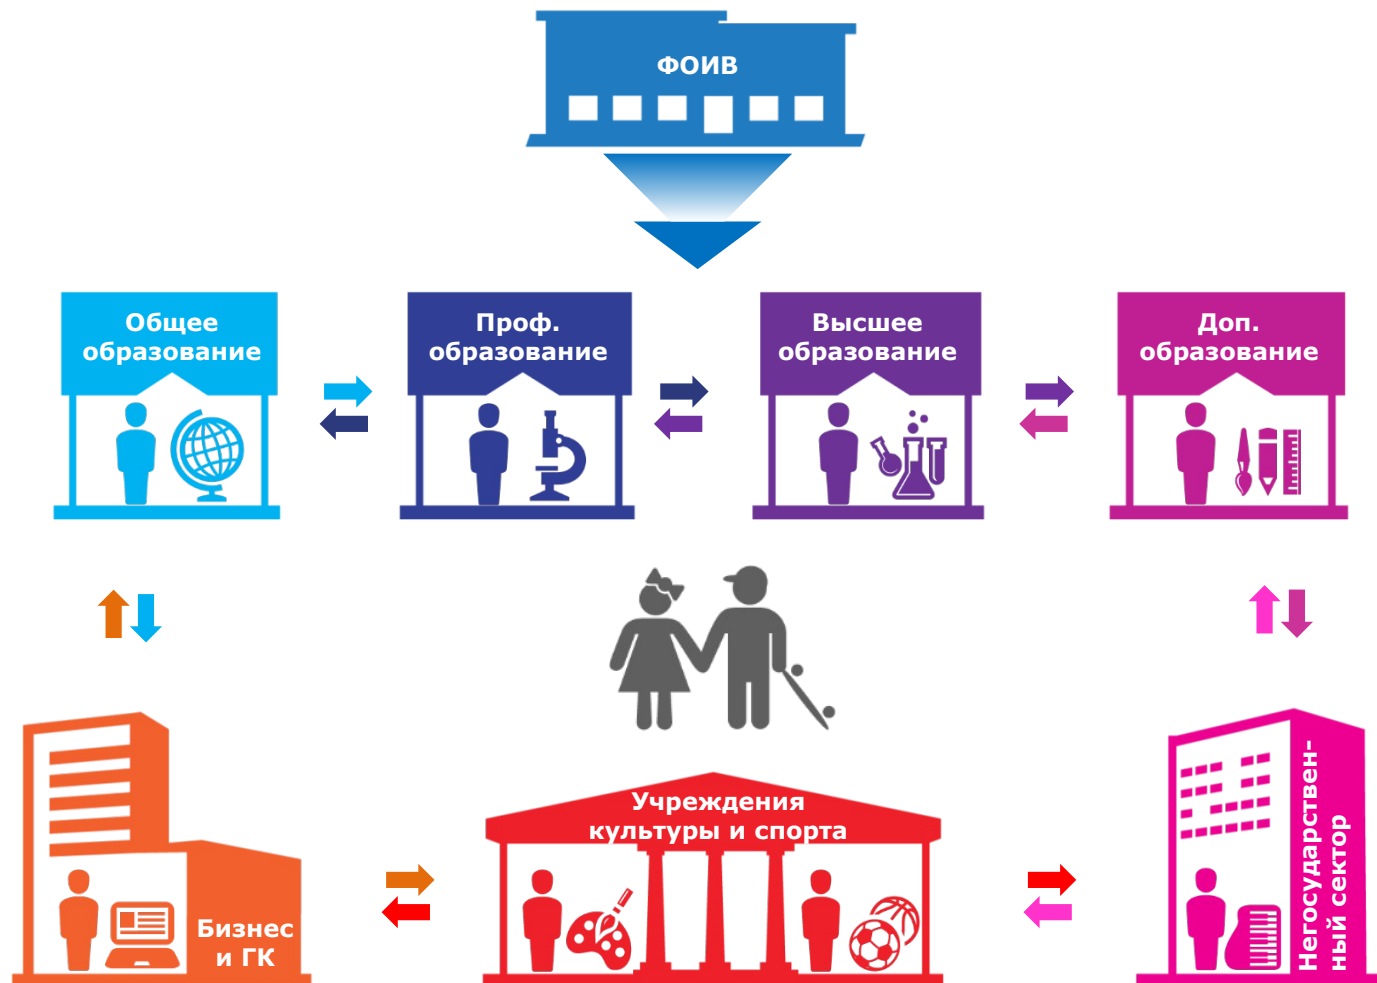 ФОИВ
Общее
образование
Проф.
образование
Высшее
образование
Доп.
образование
Учреждения
культуры и спорта
Бизнес
и ГК
Негосударствен-
ный сектор